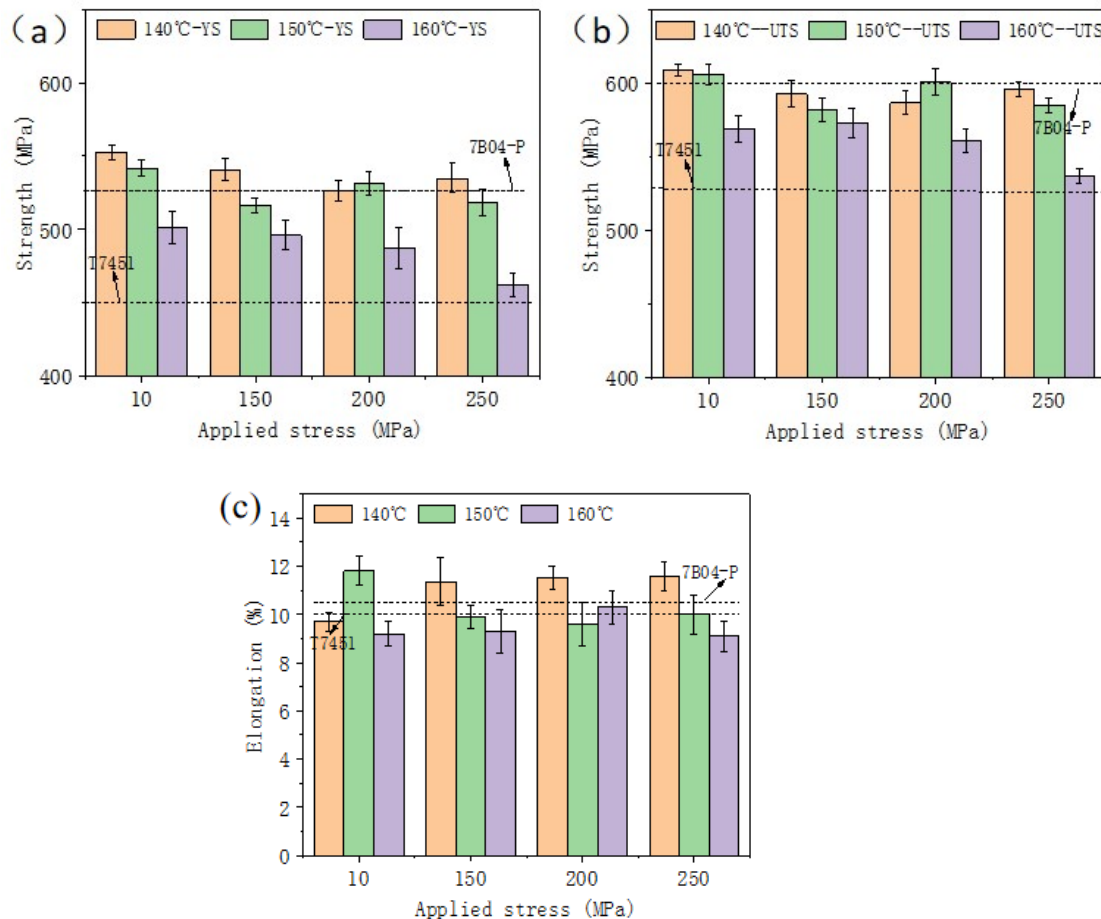 (a)
140℃-YS 150℃-YS 160℃-YS
600
500
400
Strength (MPa)
7B04-P
T7451
10 150 200 250
Applied stress (MPa)
(b)
140℃--UTS 150℃--UTS 160℃--UTS
600
500
400
Strength (MPa)
7B04-P
T7451
10 150 200 250
Applied stress (MPa)
(c)
140℃ 150℃ 160℃
14
12
10
8
6
4
2
0
Elongation (%)
7B04-P
T7451
10 150 200 250
Applied stress (MPa)